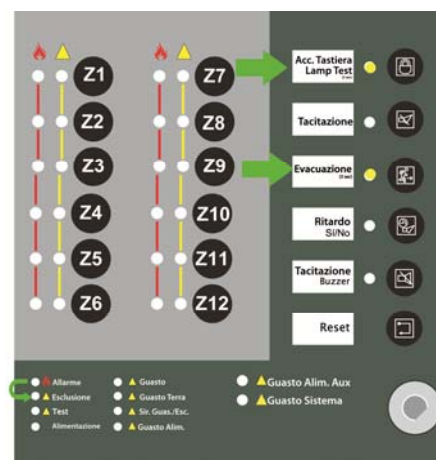 Z1
Z2
Z3
Z4
Z5
Z6
Z7
Z8
Z9
Z10
Z11
Z12
Acc. Tastiera
Lamp Test
Tacitazione
Evacuazione
Ritardo
Si/No
Tacitazione
Buzzer
Reset
Allarme
Esclusione
Test
Alimentazione
Guasto
Guasto Terra
Sir. Guas./Esc.
Guasto Alim.
Guasto Alim. Aux
Guasto Sistema